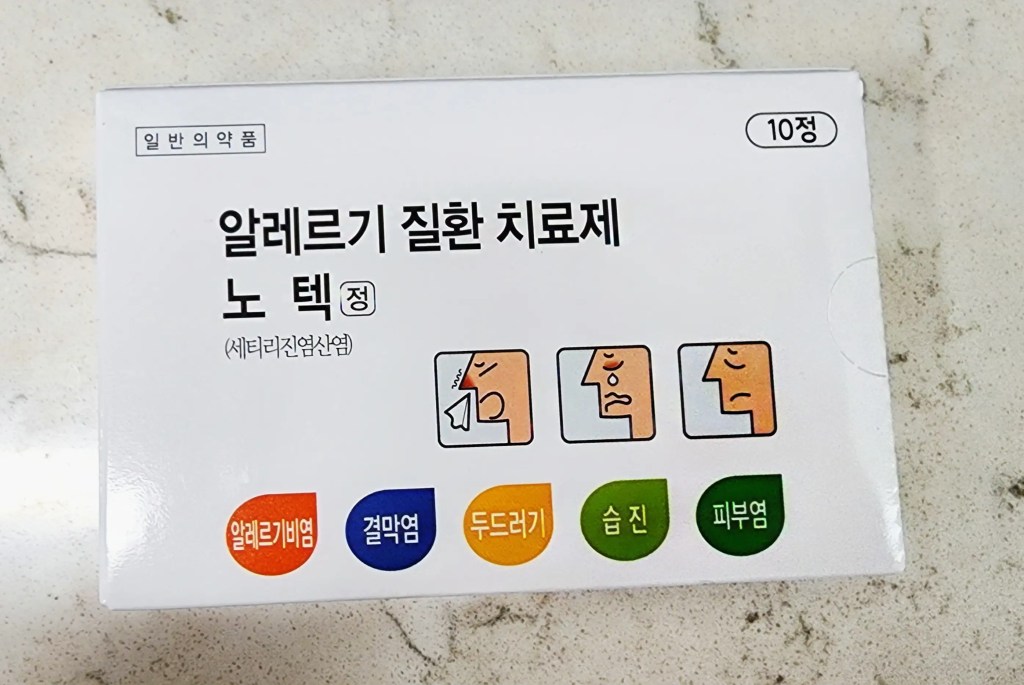 일반의약품
10정
알레르기 질환 치료제
노 텍 정
(세티리진염산염)
알레르기비염
결막염
두드러기
습진
피부염